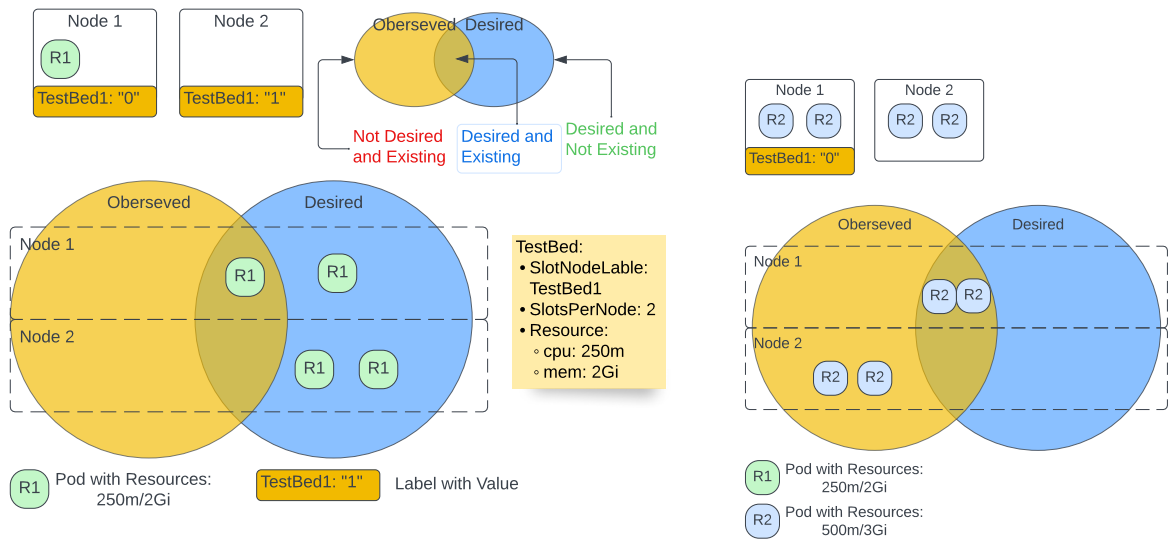 Node 1
R1
TestBed1: "0"
Node 2
TestBed1: "1"
Oberseved
Desired
Not Desired
and Existing
Desired and
Existing
Desired and
Not Existing
Oberseved
Desired
Node 1
R1
R1
Node 2
R1
R1
TestBed:
• SlotNodeLable:
TestBed1
• SlotsPerNode: 2
• Resource:
◦ cpu: 250m
◦ mem: 2Gi
R1
Pod with Resources:
250m/2Gi
TestBed1: "1"
Label with Value
Node 1
R2
R2
TestBed1: "0"
Node 2
R2
R2
Oberseved
Desired
Node 1
R2
R2
Node 2
R2
R2
R1
Pod with Resources:
250m/2Gi
R2
Pod with Resources:
500m/3Gi